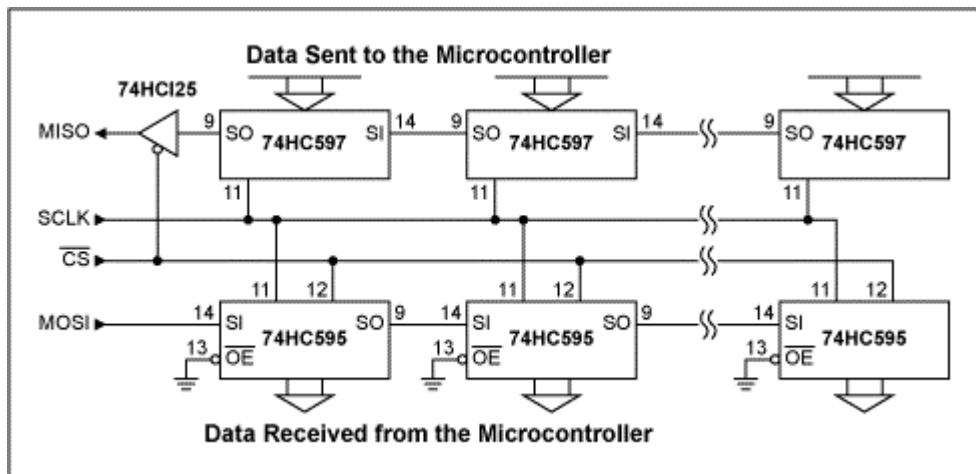 Data Sent to the Microcontroller
74HCI25
MISO
9
SO
74HC597
SI
14
9
SO
74HC597
SI
14
9
SO
74HC597
11
11
11
SCLK
CS
11
12
11
12
11
12
MOSI
14
SI
SO
9
14
SI
SO
9
14
SI
74HC595
74HC595
74HC595
13
OE
13
OE
13
OE
Data Received from the Microcontroller